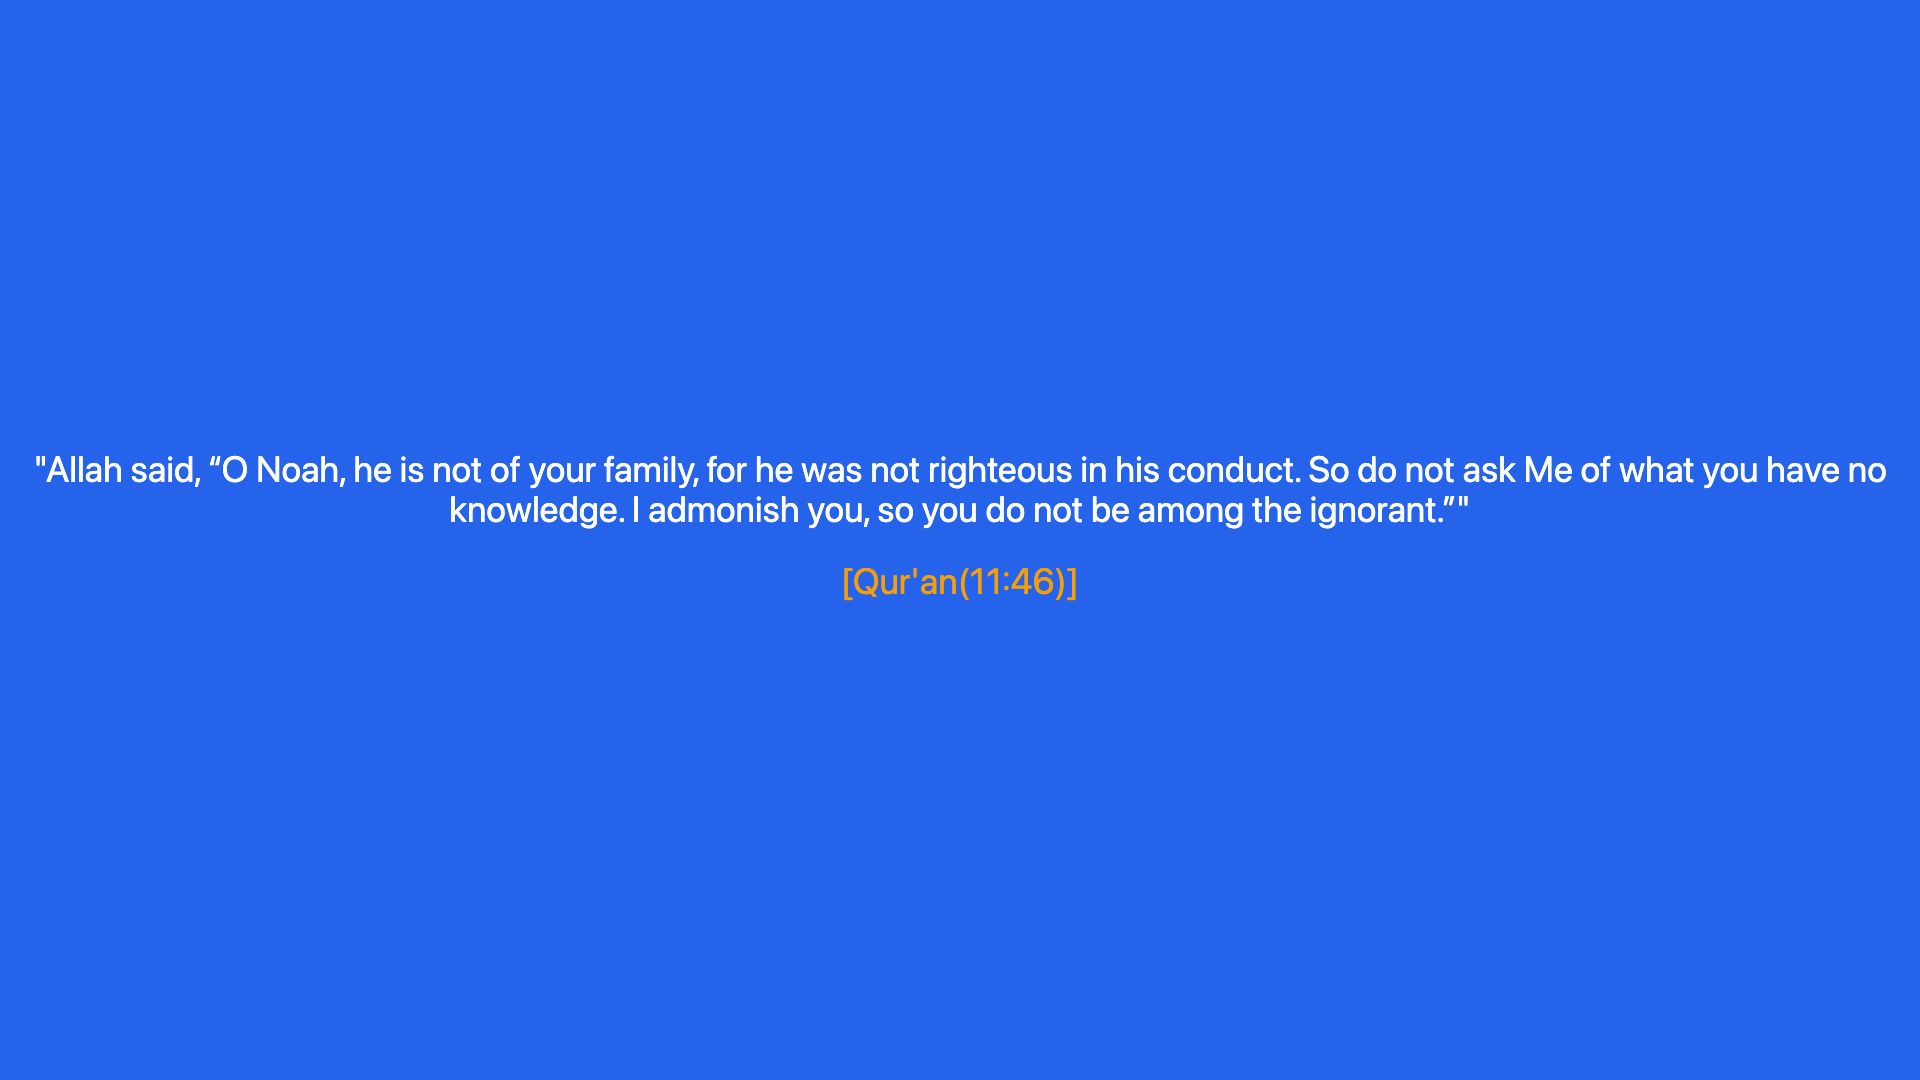 "Allah said, “O Noah, he is not of your family, for he was not righteous in his conduct. So do not ask Me of what you have no
knowledge. I admonish you, so you do not be among the ignorant.”"
[Qur'an(11:46)]